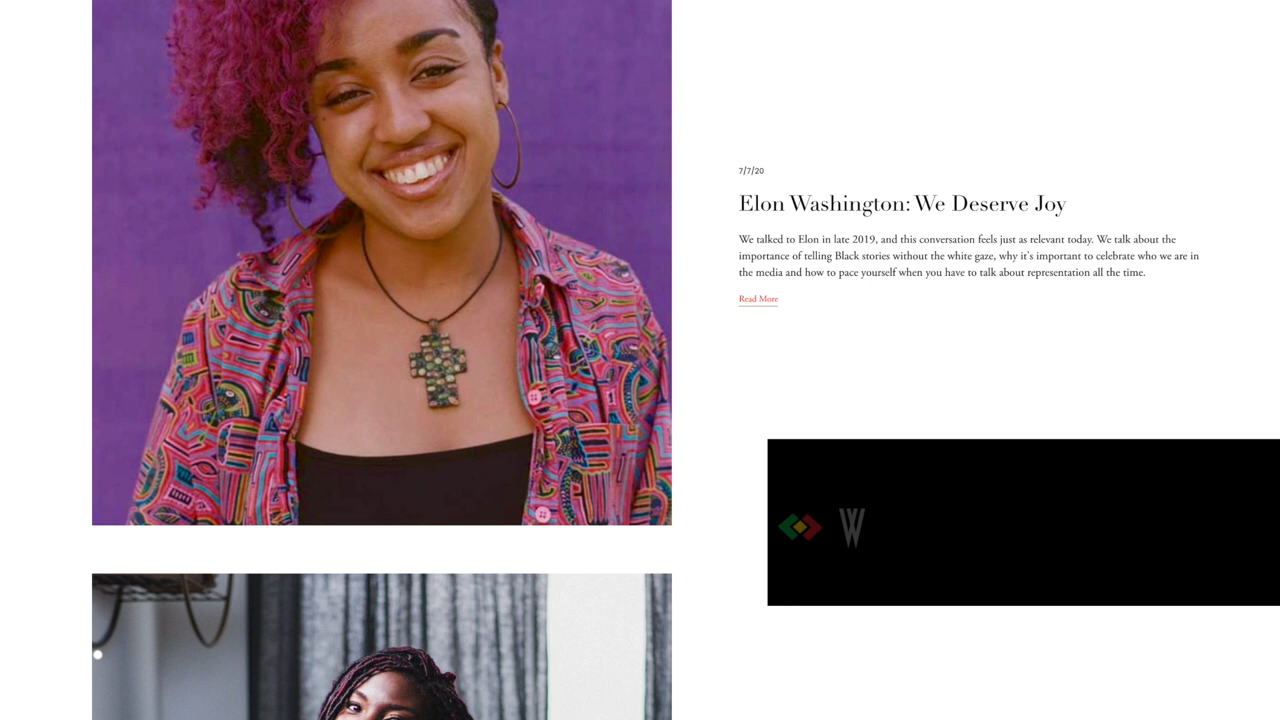 7/7/20
Elon Washington: We Deserve Joy
We talked to Elon in late 2019, and this conversation feels just as relevant today. We talk about the
importance of telling Black stories without the white gaze, why it's important to celebrate who we are in
the media and how to pace yourself when you have to talk about representation all the time.
Read More
W